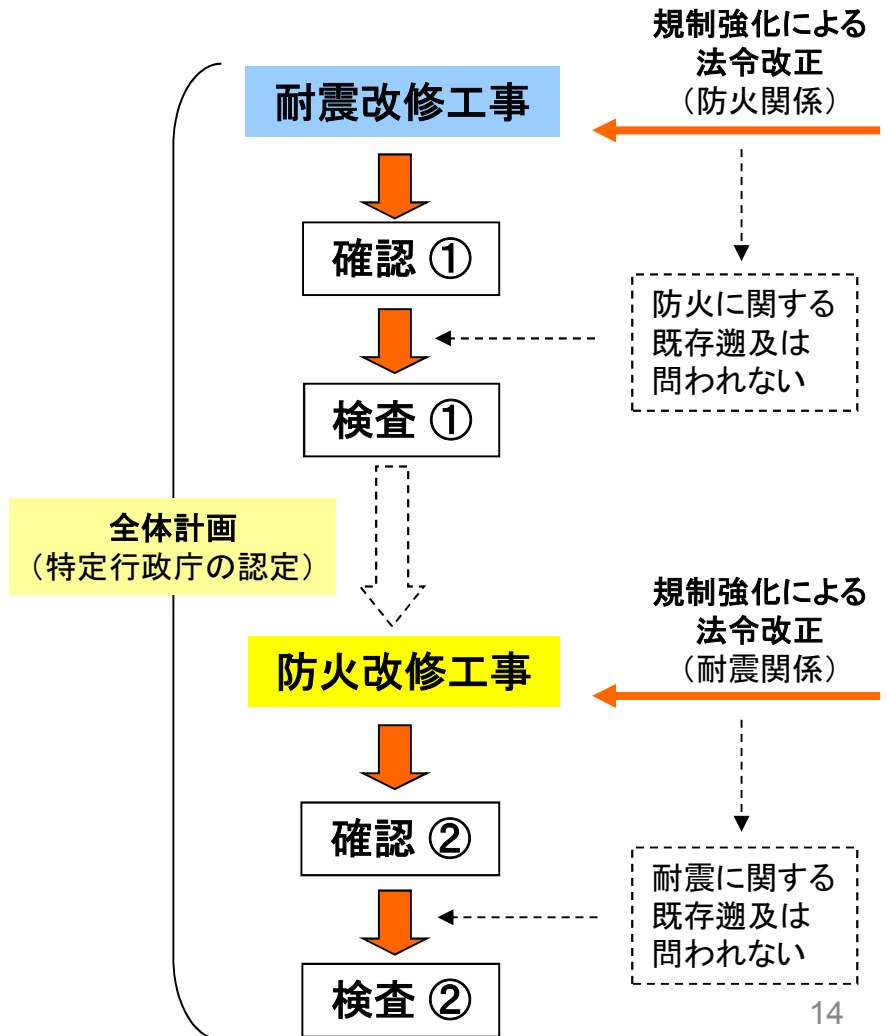 規制強化による
法令改正
（防火関係）
耐震改修工事
確認 ①
防火に関する
既存遡及は
問われない
検査 ①
全体計画
（特定行政庁の認定）
規制強化による
法令改正
（耐震関係）
防火改修工事
確認 ②
耐震に関する
既存遡及は
問われない
検査 ②
14